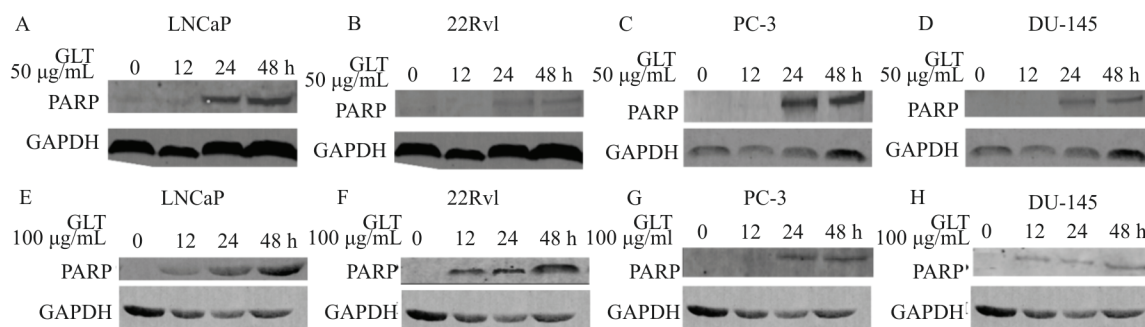 A LNCaP B 22Rvl C PC-3 D DU-145
GLT GLT GLT GLT
50 µg/mL 0 12 24 48 h 50 µg/mL 0 12 24 48 h 50 µg/mL 0 12 24 48 h 50 µg/mL 0 12 24 48 h
PARP PARP PARP PARP
GAPDH GAPDH GAPDH GAPDH
E LNCaP F 22Rvl G PC-3 H DU-145
GLT GLT GLT GLT
100 µg/mL 0 12 24 48 h 100 µg/mL 0 12 24 48 h 100 µg/ml 0 12 24 48 h 100 µg/mL 0 12 24 48 h
PARP PARP PARP PARP
GAPDH GAPDH GAPDH GAPDH